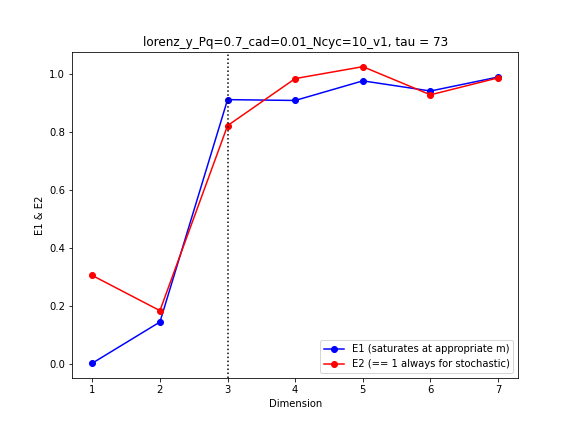 lorenz_y_Pq=0.7_cad=0.01_Ncyc=10_v1, tau = 73
1.0
0.8
0.6
0.4
0.2
0.0
E1 & E2
E1 (saturates at appropriate m)
E2 (== 1 always for stochastic)
1 2 3 4 5 6 7
Dimension